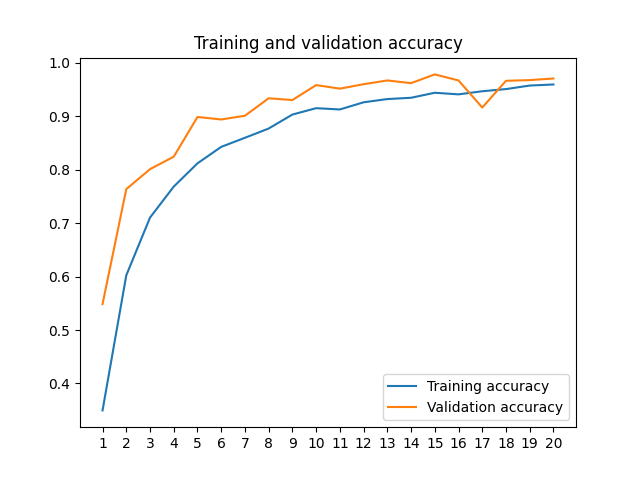 Training and validation accuracy
1.0
0.9
0.8
0.7
0.6
0.5
0.4
Training accuracy
Validation accuracy
1 2 3 4 5 6 7 8 9 10 11 12 13 14 15 16 17 18 19 20